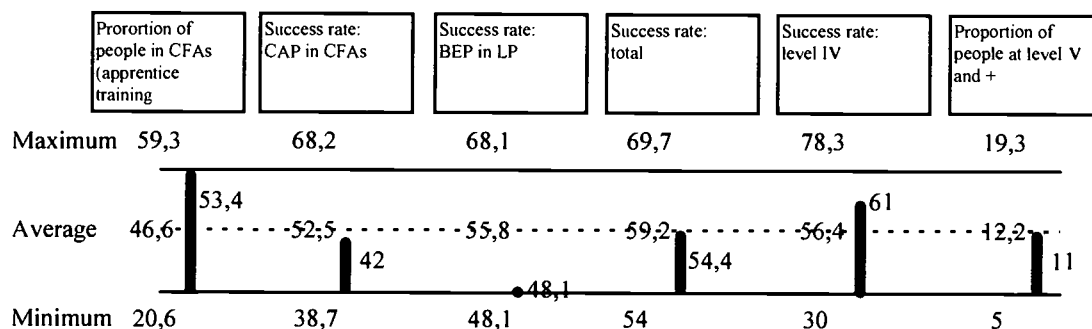 Prorortion of
people in CFAs
(apprentice
training
Success rate:
CAP in CFAs
Success rate:
BEP in LP
Success rate:
total
Success rate:
level IV
Proportion of
people at level V
and +
Maximum 59,3 68,2 68,1 69,7 78,3 19,3
53,4 61
Average 46,6 52,5 55,8 59,2 56,4 12,2
42 54,4 11
48,1
Minimum 20,6 38,7 48,1 54 30 5